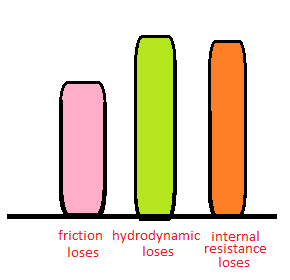 friction
loses
hydrodynamic
loses
internal
resistance
loses